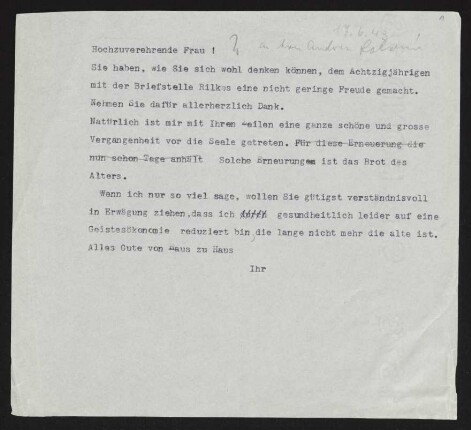 Hochzuverehrende Frau !
Sie haben, wie Sie sich wohl denken können, dem Achtzigjährigen
mit der Briefstelle Rilkes eine nicht geringe Freude gemacht.
Nehmen Sie dafür allerherzlich Dank.
Natürlich ist mir mit Ihrem Zeilen eine ganze schöne und grosse
Vergangenheit vor die Seele getreten. Für diese Erneuerung die
nun schon Tage anhält Solche Erneurungen ist das Brot des
Alters.
Wenn ich nur so viel sage, wollen Sie gütigst verständnisvoll
in Erwägung ziehen,dass ich gesundheitlich leider auf eine
Geistesökonomie reduziert bin,die lange nicht mehr die alte ist.
Alles Gute von Haus zu Haus
Ihr